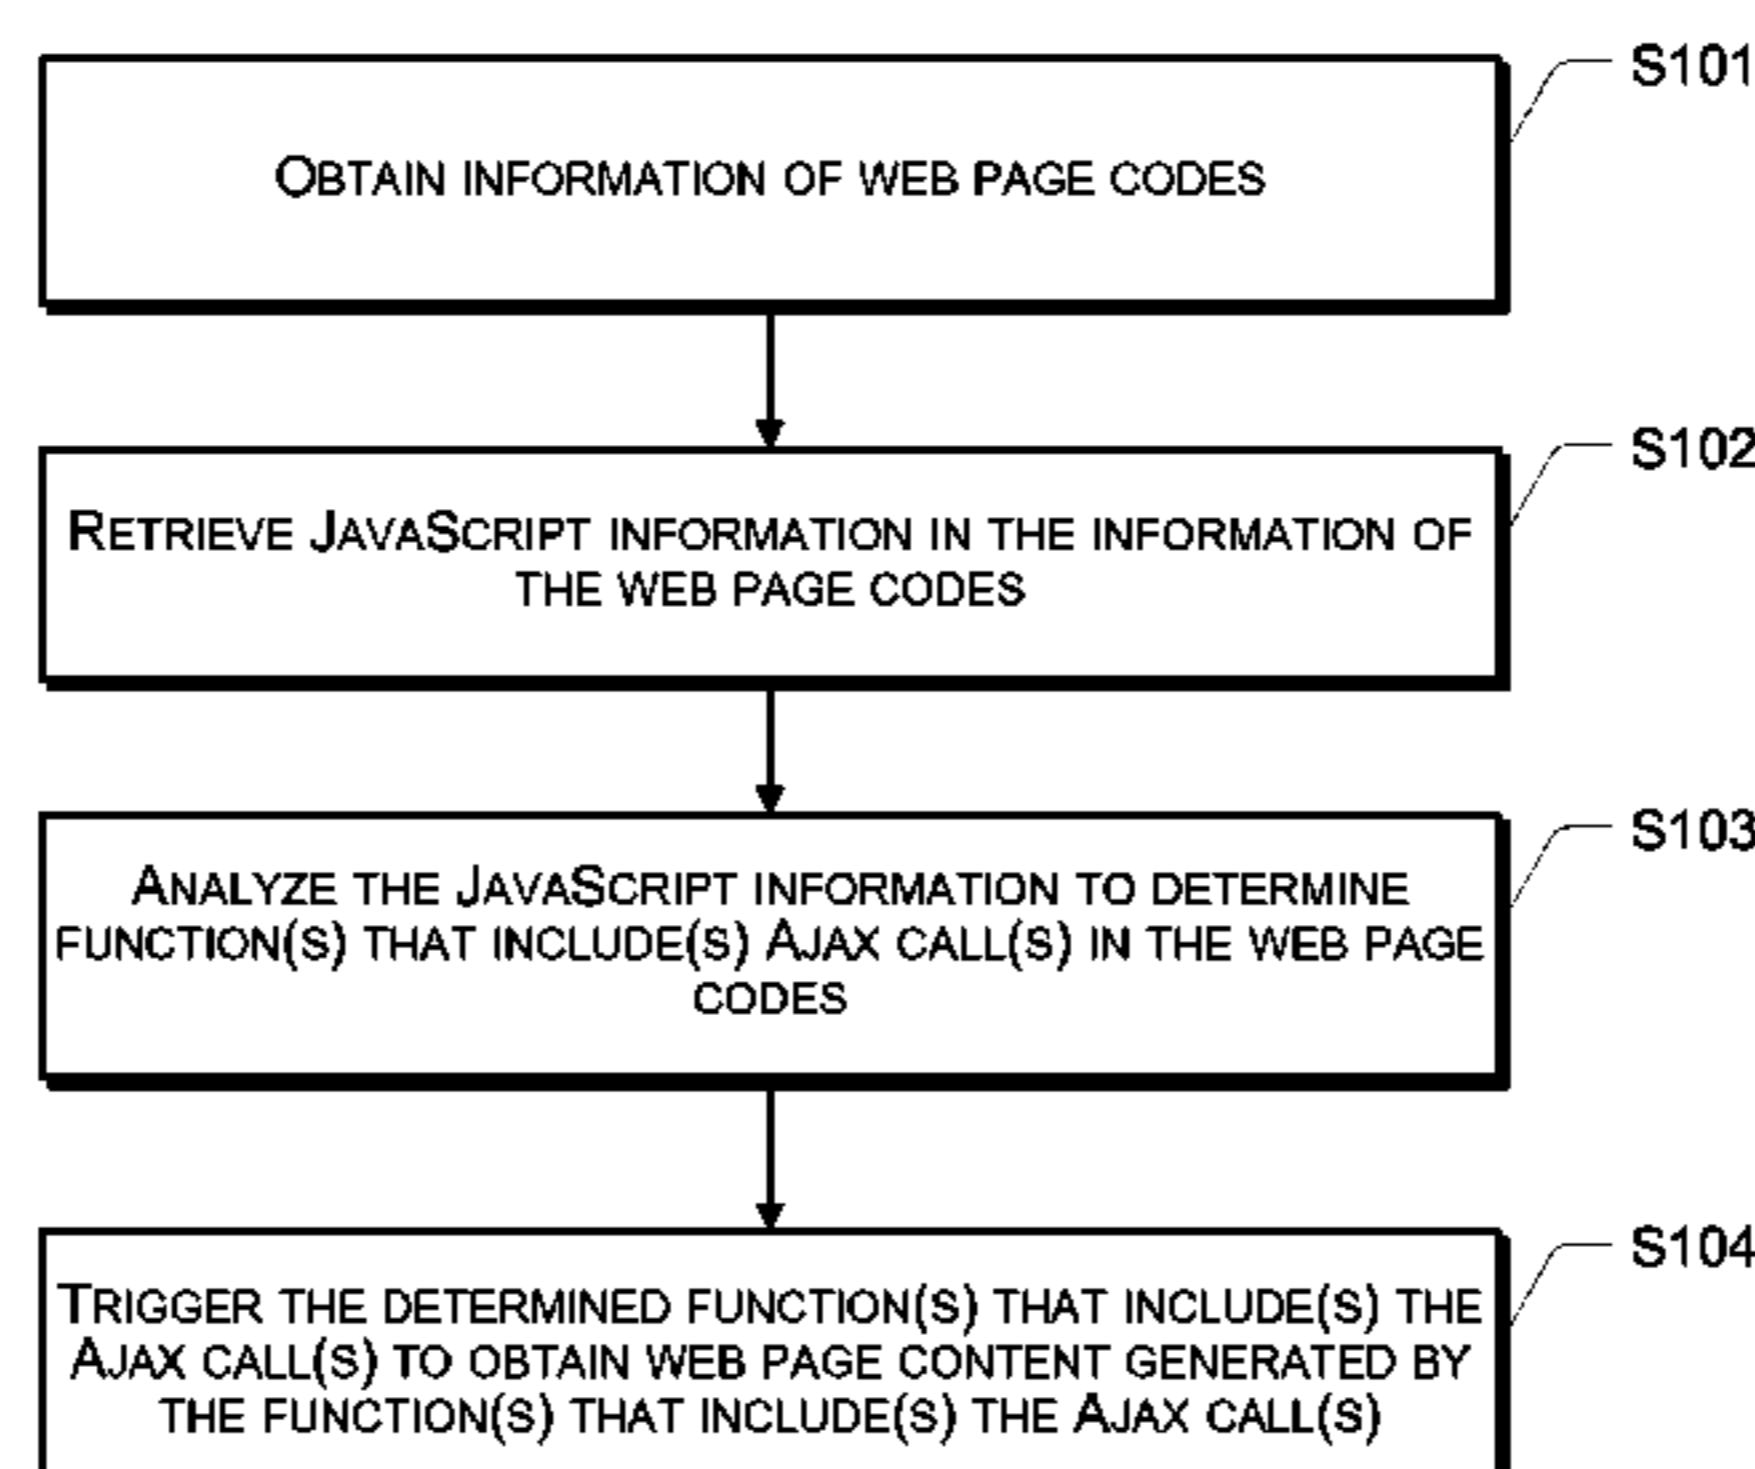 S101
OBTAIN INFORMATION OF WEB PAGE CODES
S102
RETRIEVE JAVASCRIPT INFORMATION IN THE INFORMATION OF
THE WEB PAGE CODES
S103
ANALYZE THE JAVASCRIPT INFORMATION TO DETERMINE
FUNCTION(S) THAT INCLUDE(S) AJAX CALL(S) IN THE WEB PAGE
CODES
S104
TRIGGER THE DETERMINED FUNCTION(S) THAT INCLUDE(S) THE
AJAX CALL(S) TO OBTAIN WEB PAGE CONTENT GENERATED BY
THE FUNCTION(S) THAT INCLUDE(S) THE AJAX CALL(S)